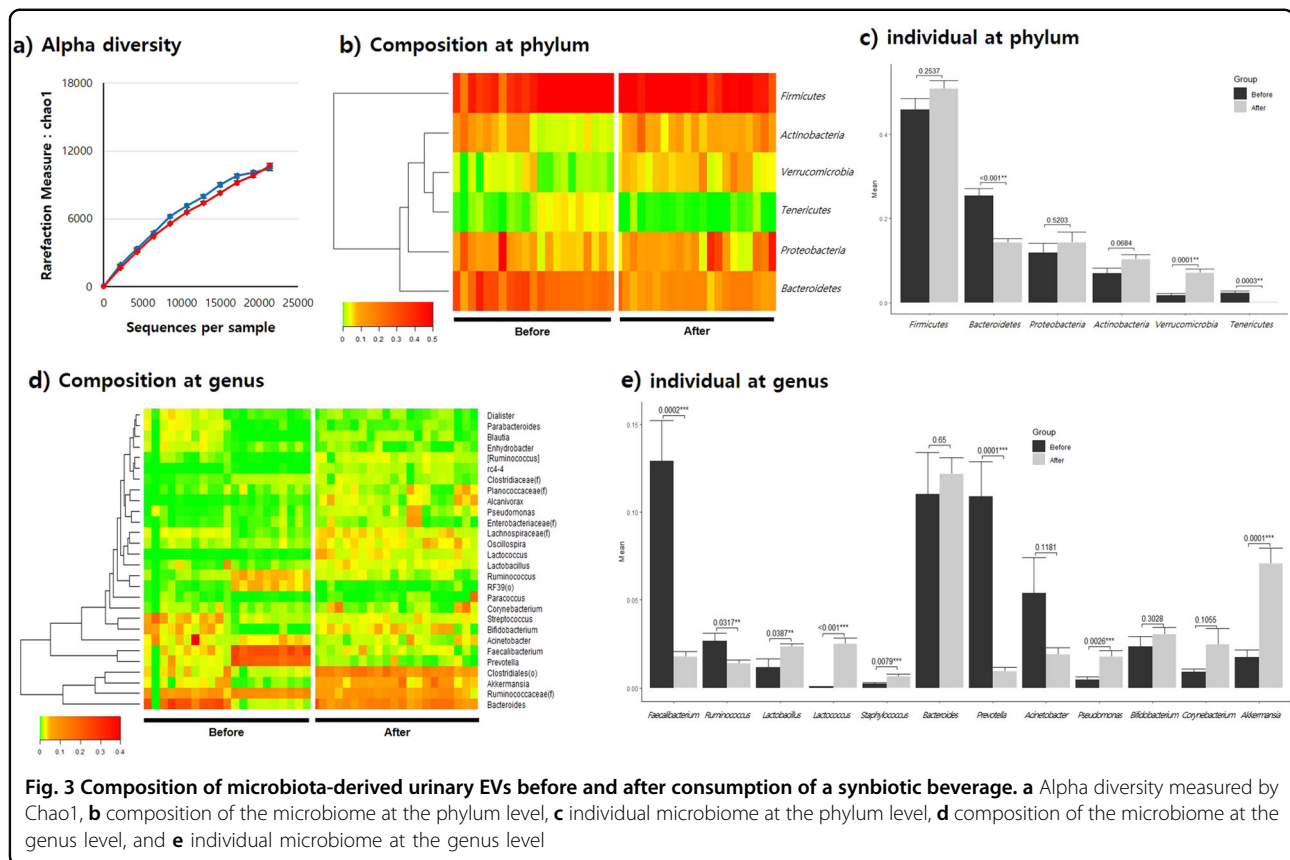 a) Alpha diversity
Rarefaction Measure : chao1
18000
12000
6000
0
0 5000 10000 15000 20000 25000
Sequences per sample
b) Composition at phylum
Firmicutes
Actinobacteria
Verrucomicrobia
Tenericutes
Proteobacteria
Bacteroidetes
0 0.1 0.2 0.3 0.4 0.5
Before After
c) individual at phylum
Mean
0.4
0.2
0.0
0.2537
<0.001**
0.5203
0.0684
0.0001**
0.0003**
Group
Before
After
Firmicutes Bacteroidetes Proteobacteria Actinobacteria Verrucomicrobia Tenericutes
d) Composition at genus
Dialister
Parabacteroides
Blautia
Enhydrobacter
[Ruminococcus]
rc4-4
Clostridiaceae(f)
Planococcaceae(f)
Alcanivorax
Pseudomonas
Enterobacteriaceae(f)
Lachnospiraceae(f)
Oscillospira
Lactococcus
Lactobacillus
Ruminococcus
RF39(o)
Paracoccus
Corynebacterium
Streptococcus
Bifidobacterium
Acinetobacter
Faecalibacterium
Prevotella
Clostridiales(o)
Akkermansia
Ruminococcaceae(f)
Bacteroides
0 0.1 0.2 0.3 0.4
Before After
e) individual at genus
Mean
0.15
0.10
0.05
0.00
0.0002***
0.0317**
0.0387**
<0.001***
0.0079***
0.65
0.0001***
0.1181
0.0026***
0.3028
0.1055
0.0001***
Group
Before
After
Faecalibacterium Ruminococcus Lactobacillus Lactococcus Staphylococcus Bacteroides Prevotella Acinetobacter Pseudomonas Bifidobacterium Corynebacterium Akkermansia
Fig. 3 Composition of microbiota-derived urinary EVs before and after consumption of a synbiotic beverage. a Alpha diversity measured by
Chao1, b composition of the microbiome at the phylum level, c individual microbiome at the phylum level, d composition of the microbiome at the
genus level, and e individual microbiome at the genus level